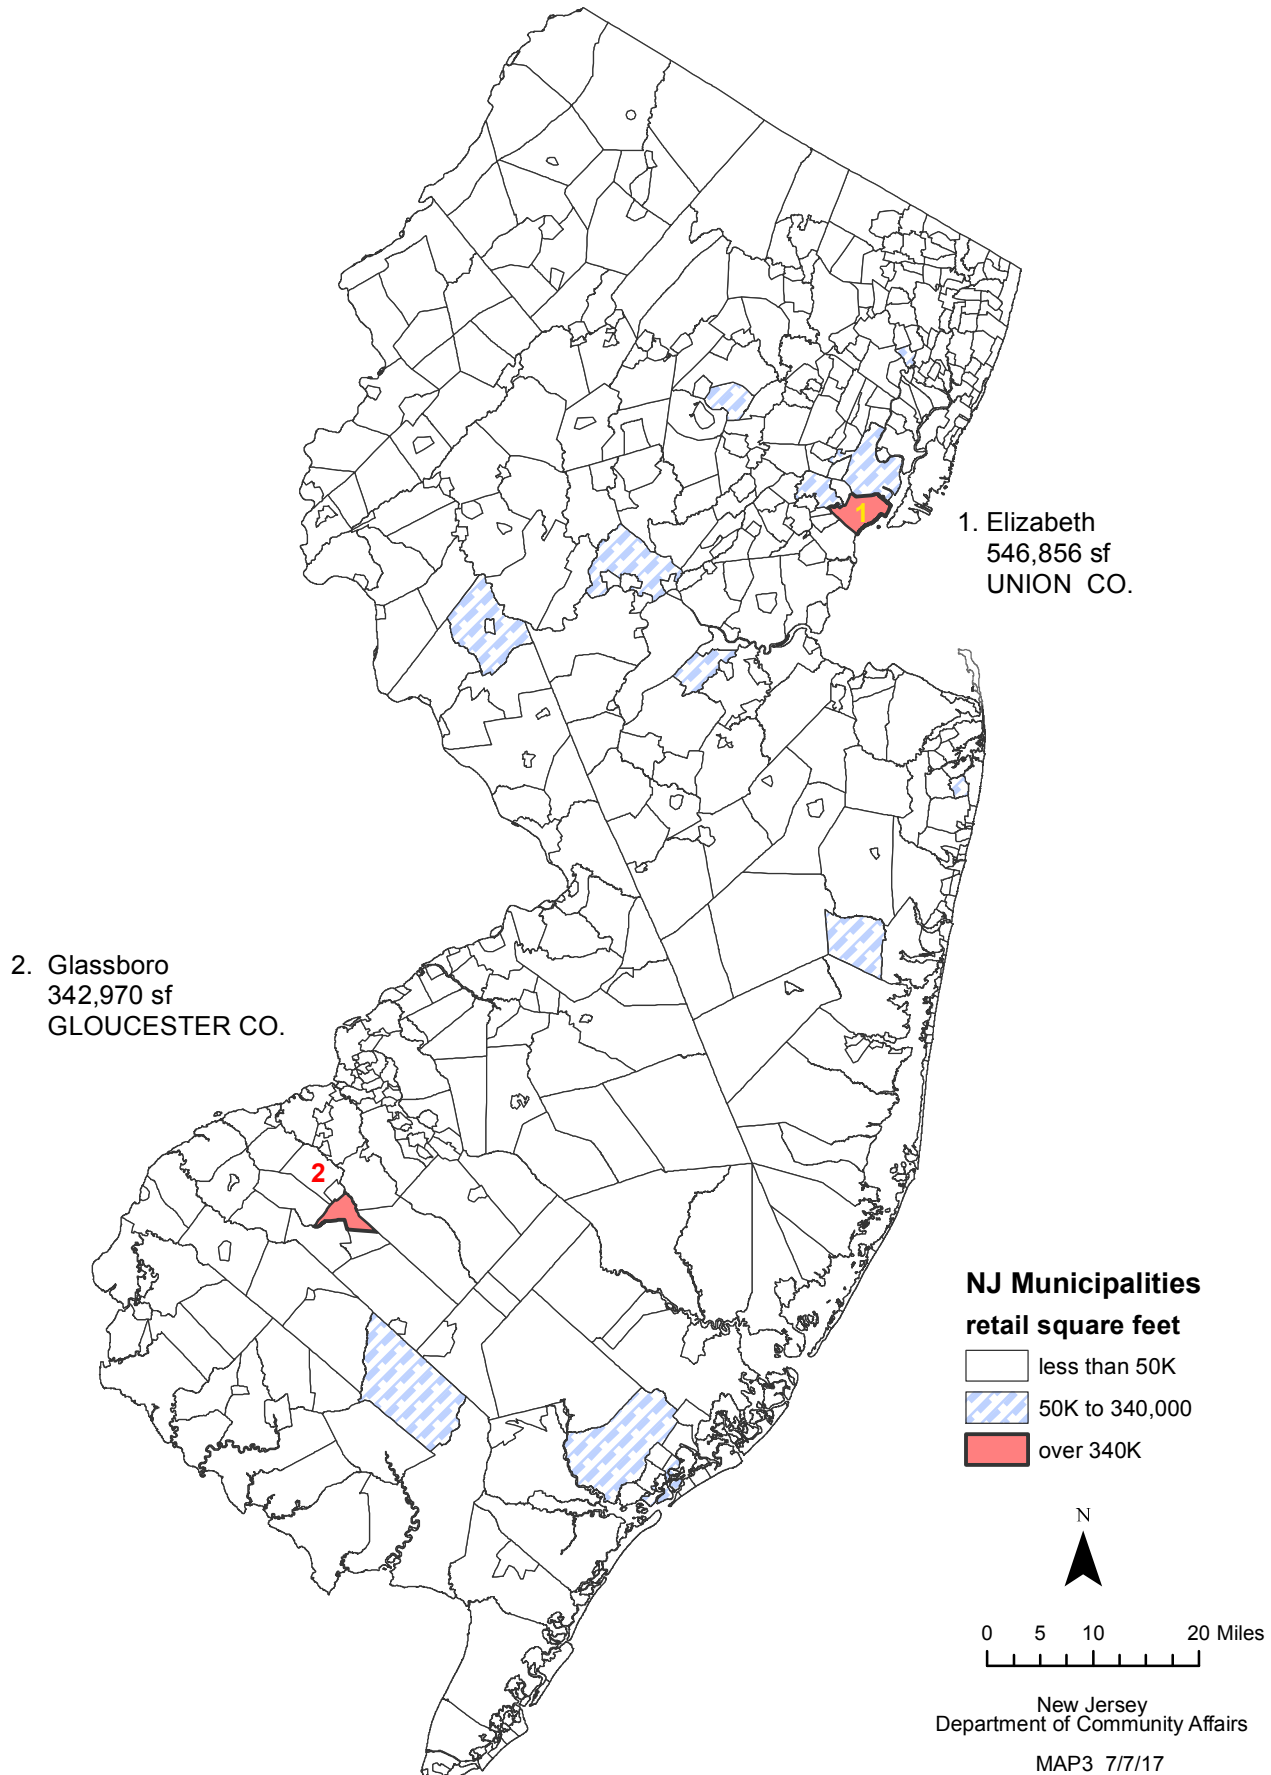 1
1. Elizabeth
546,856 sf
UNION CO.
2. Glassboro
342,970 sf
GLOUCESTER CO.
2
NJ Municipalities
retail square feet
less than 50K
50K to 340,000
over 340K
N
0 5 10 20 Miles
New Jersey
Department of Community Affairs
MAP3 7/7/17